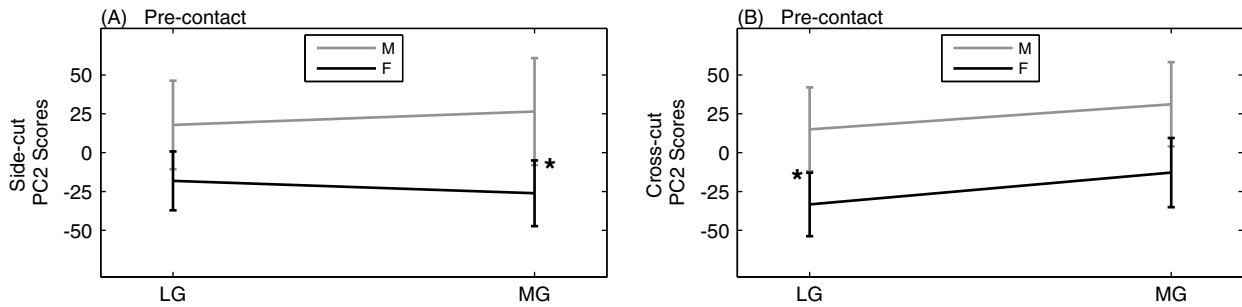 (A) Pre-contact
Side-cut
PC2 Scores
50
25
0
-25
-50
M
F
*
LG MG
(B) Pre-contact
Cross-cut
PC2 Scores
50
25
0
-25
-50
M
F
*
LG MG